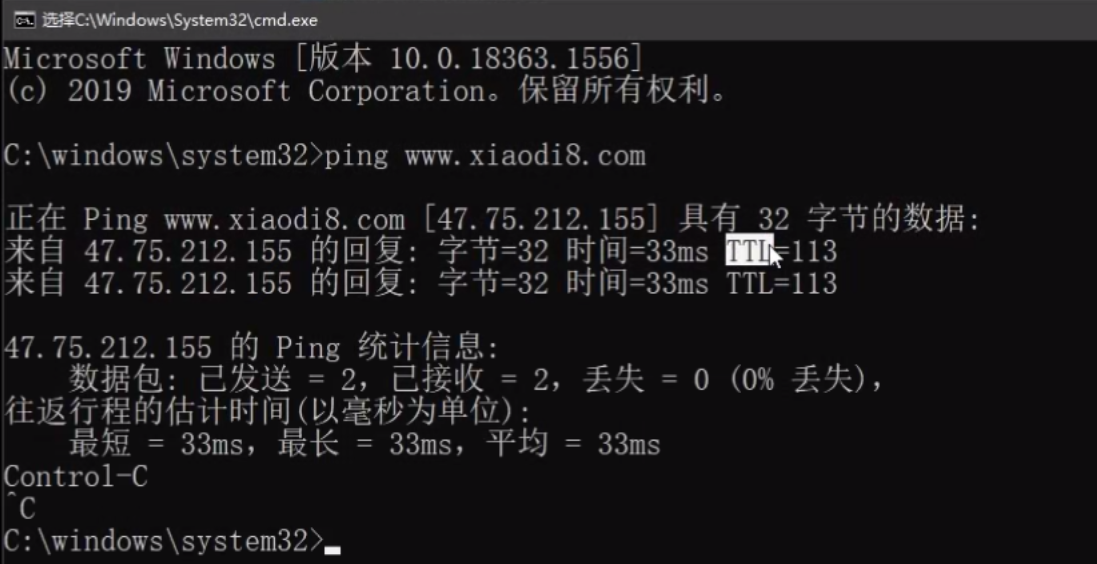 选择C:\Windows\System32\cmd.exe
Microsoft Windows [版本 10.0.18363.1556]
(c) 2019 Microsoft Corporation。保留所有权利。
C:\windows\system32>ping www.xiaodi8.com
正在 Ping www.xiaodi8.com [47.75.212.155] 具有 32 字节的数据:
来自 47.75.212.155 的回复: 字节=32 时间=33ms TTL=113
来自 47.75.212.155 的回复: 字节=32 时间=33ms TTL=113
47.75.212.155 的 Ping 统计信息:
数据包: 已发送 = 2，已接收 = 2，丢失 = 0 (0% 丢失)，
往返行程的估计时间(以毫秒为单位):
最短 = 33ms，最长 = 33ms，平均 = 33ms
Control-C
^C
C:\windows\system32>